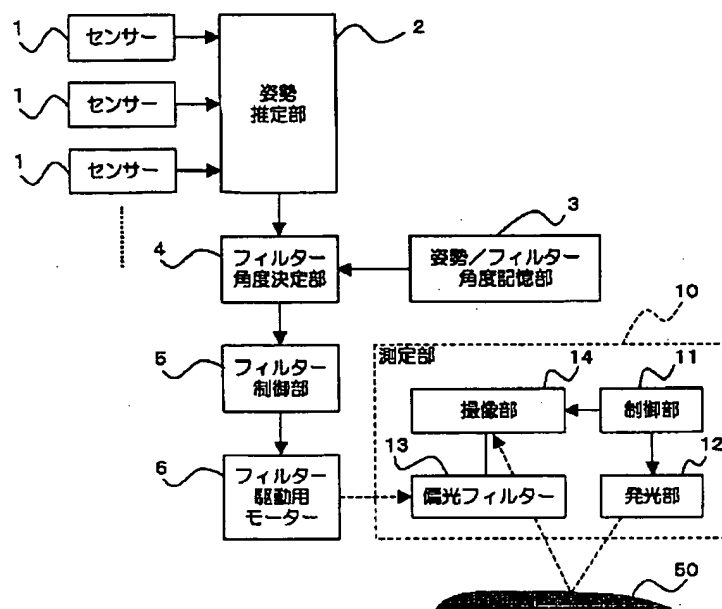 1
センサー
2
1
センサー
姿勢
推定部
1
センサー
3
4
フィルター
角度決定部
姿勢/フィルター
角度記憶部
10
5
フィルター
制御部
測定部
14
11
撮像部
制御部
6
フィルター
駆動用
モーター
13
偏光フィルター
12
発光部
50